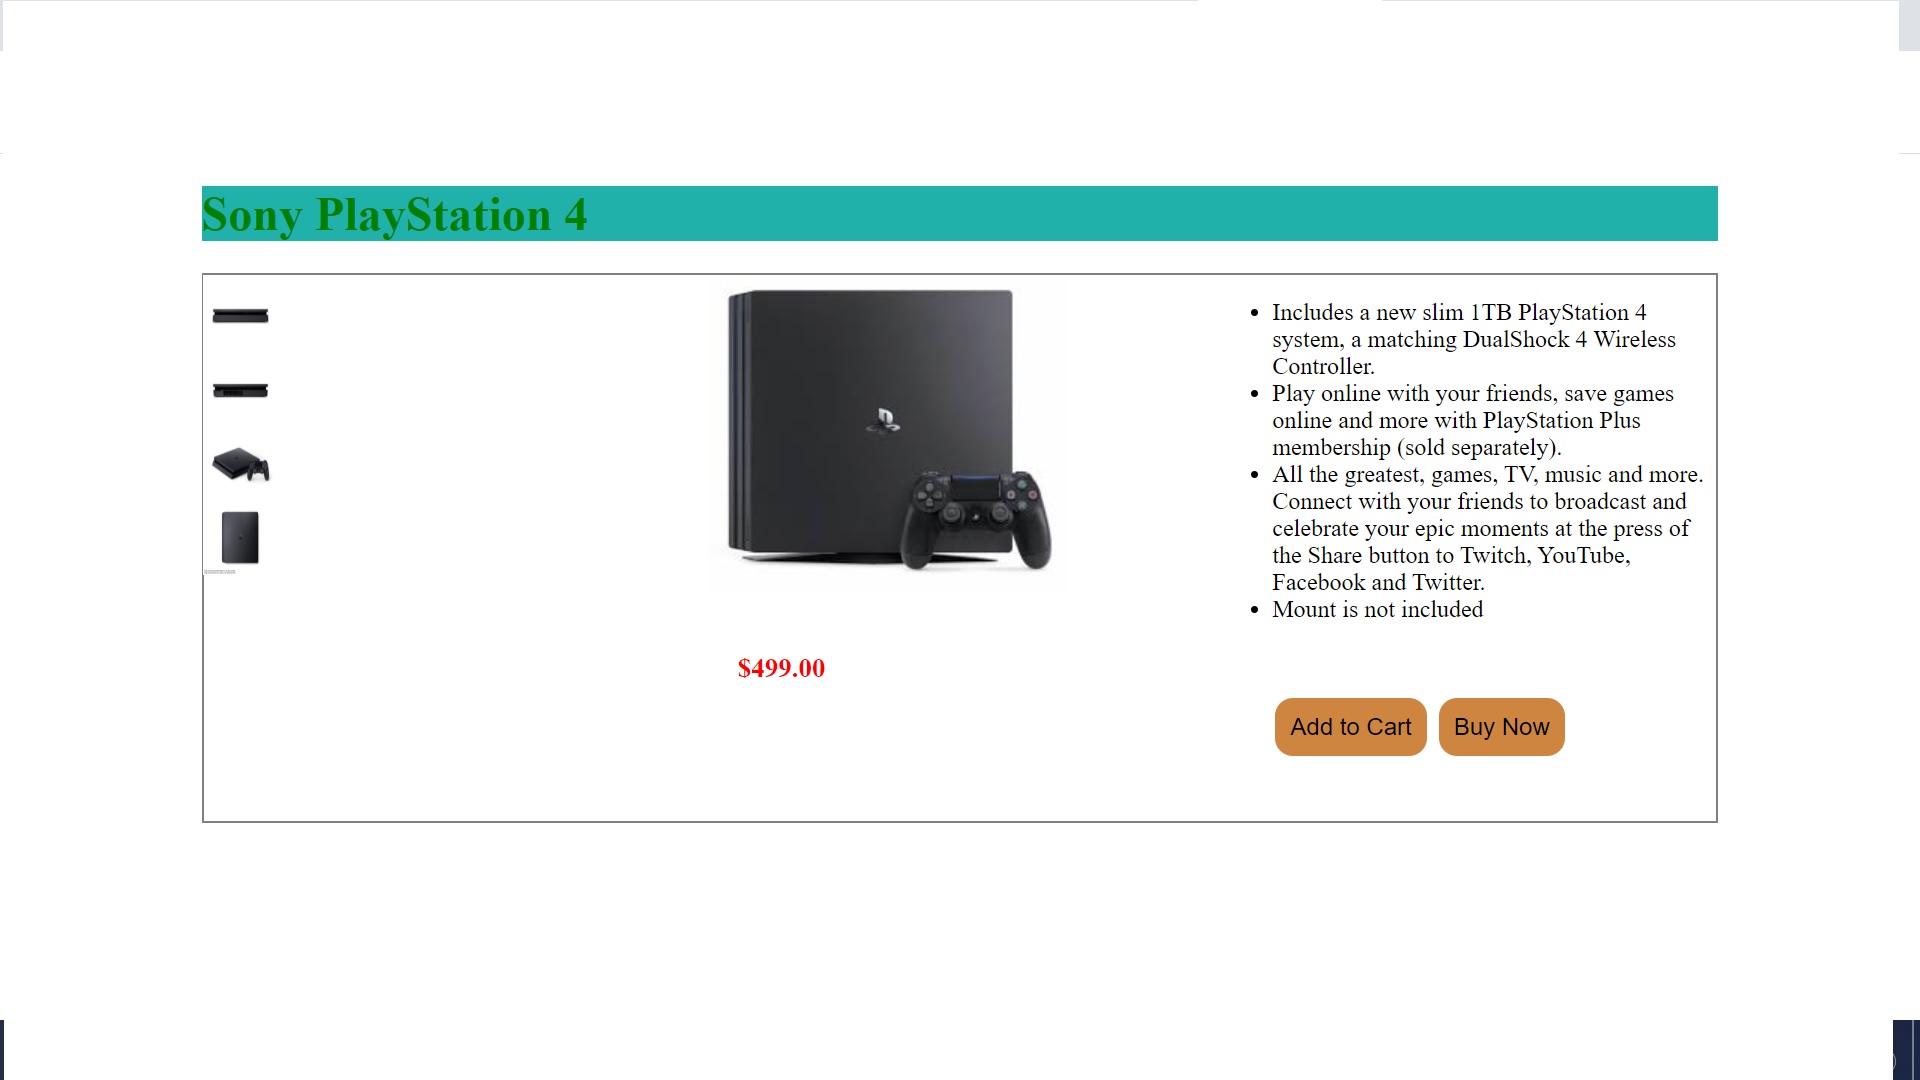 Sony PlayStation 4
Includes a new slim 1TB PlayStation 4
system, a matching DualShock 4 Wireless
Controller.
Play online with your friends, save games
online and more with PlayStation Plus
membership (sold separately).
All the greatest, games, TV, music and more.
Connect with your friends to broadcast and
celebrate your epic moments at the press of
the Share button to Twitch, YouTube,
Facebook and Twitter.
Mount is not included
$499.00
Add to Cart
Buy Now